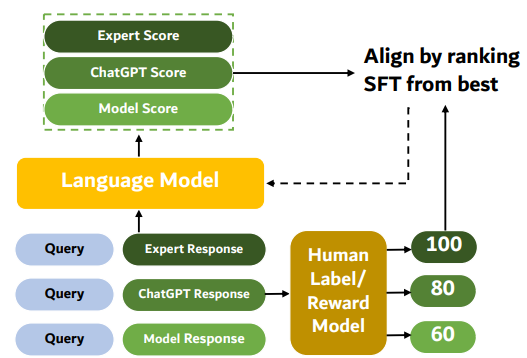 Expert Score
ChatGPT Score
Model Score
Align by ranking
SFT from best
Language Model
Query
Expert Response
Query
ChatGPT Response
Query
Model Response
Human
Label/
Reward
Model
100
80
60